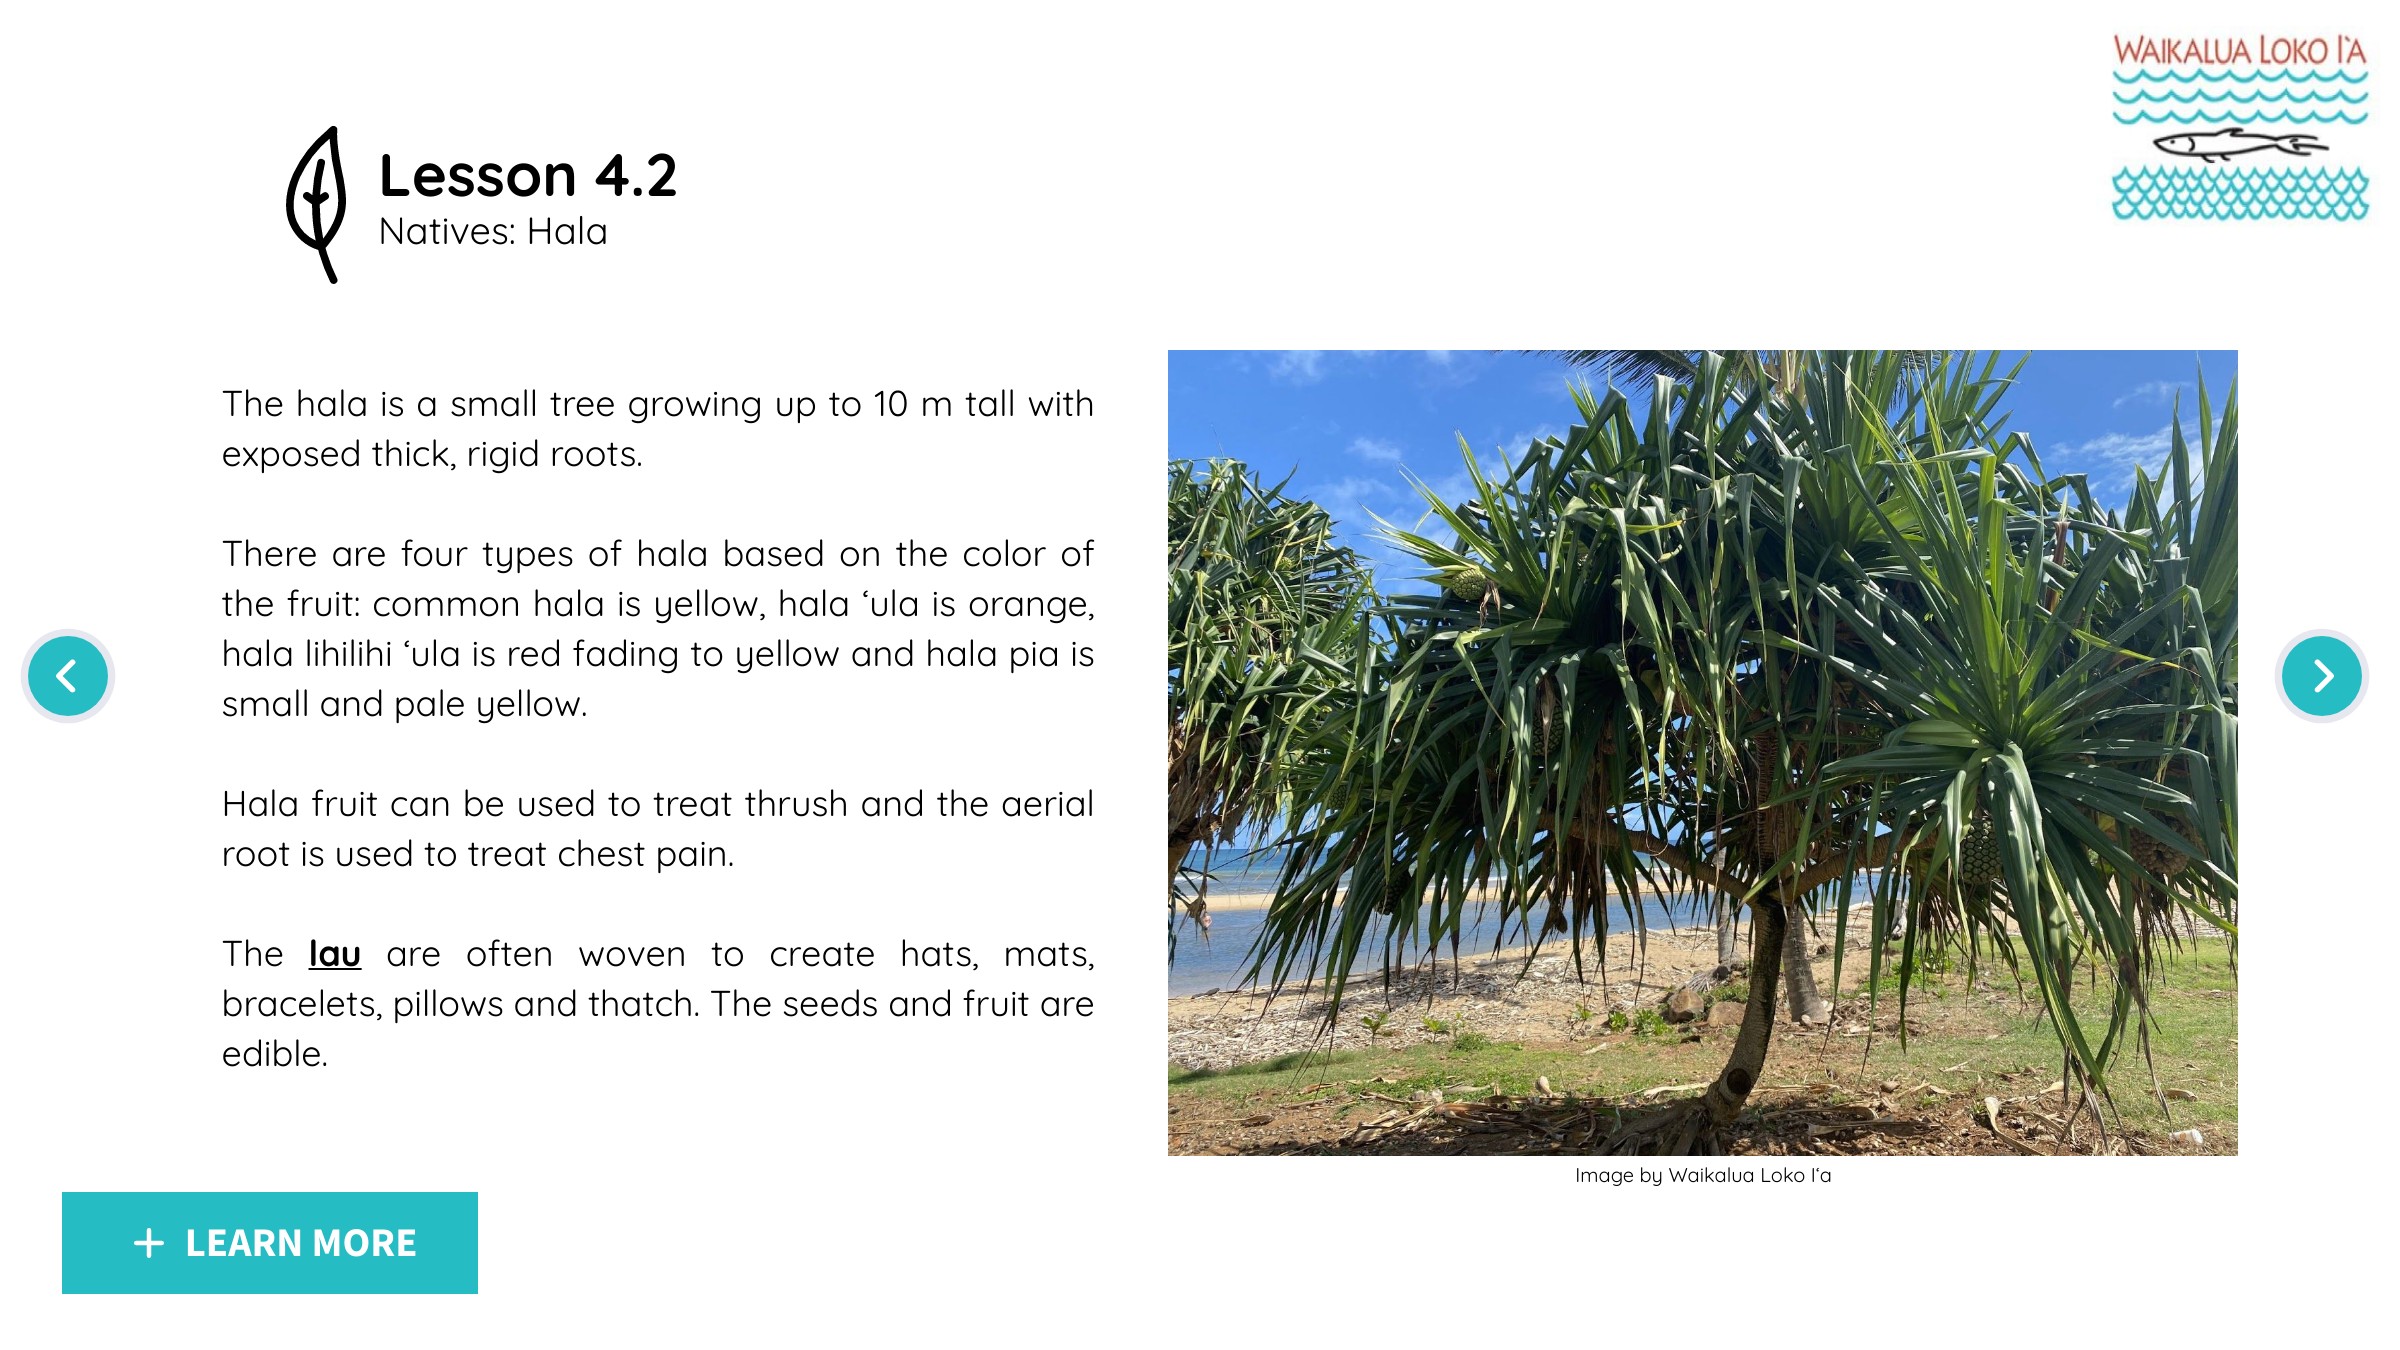 WAIKALUA LOKO I'A
Lesson 4.2
Natives: Hala
The hala is a small tree growing up to 10 m tall with
exposed thick, rigid roots.
There are four types of hala based on the color of
the fruit: common hala is yellow, hala ‘ula is orange,
hala lihilihi ‘ula is red fading to yellow and hala pia is
small and pale yellow.
Hala fruit can be used to treat thrush and the aerial
root is used to treat chest pain.
The lau are often woven to create hats, mats,
bracelets, pillows and thatch. The seeds and fruit are
edible.
Image by Waikalua Loko I‘a
+ LEARN MORE